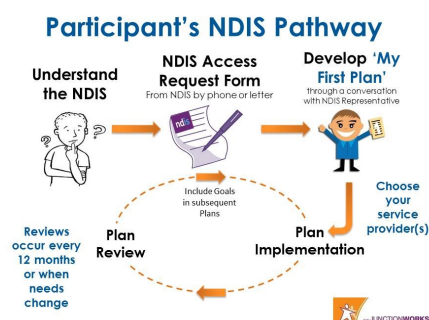 Participant's NDIS Pathway
Understand
the NDIS
NDIS Access
Request Form
From NDIS by phone or letter
Develop 'My
First Plan'
through a conversation
with NDIS Representative
ndis
Include Goals
in subsequent
Plans
Choose
your
service
provider(s)
Reviews
occur every
12 months
or when
needs
change
Plan
Review
Plan
Implementation
JUNCTIONWORKS